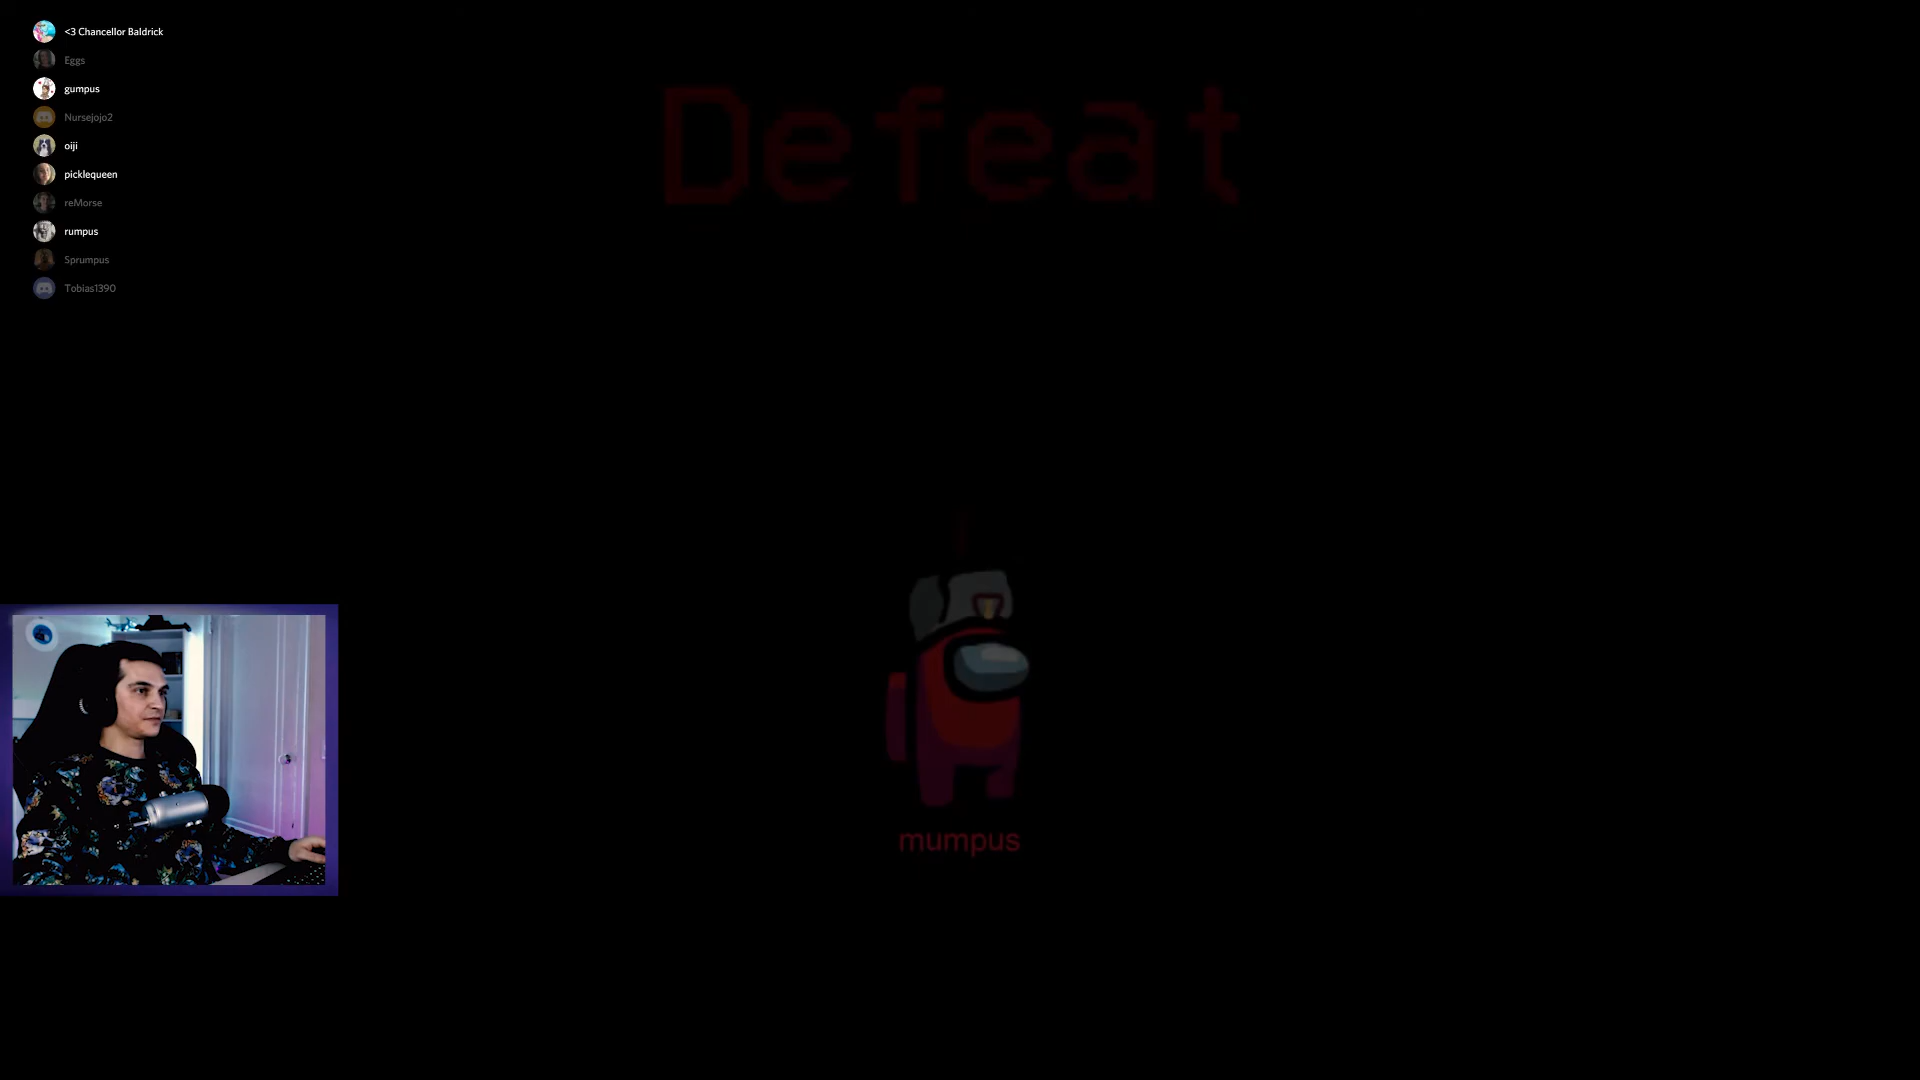 <3 Chancellor Baldrick
Eggs
gumpus
Nursejojo2
oiji
picklequeen
reMorse
rumpus
Sprumpus
Tobias1390
Defeat
mumpus